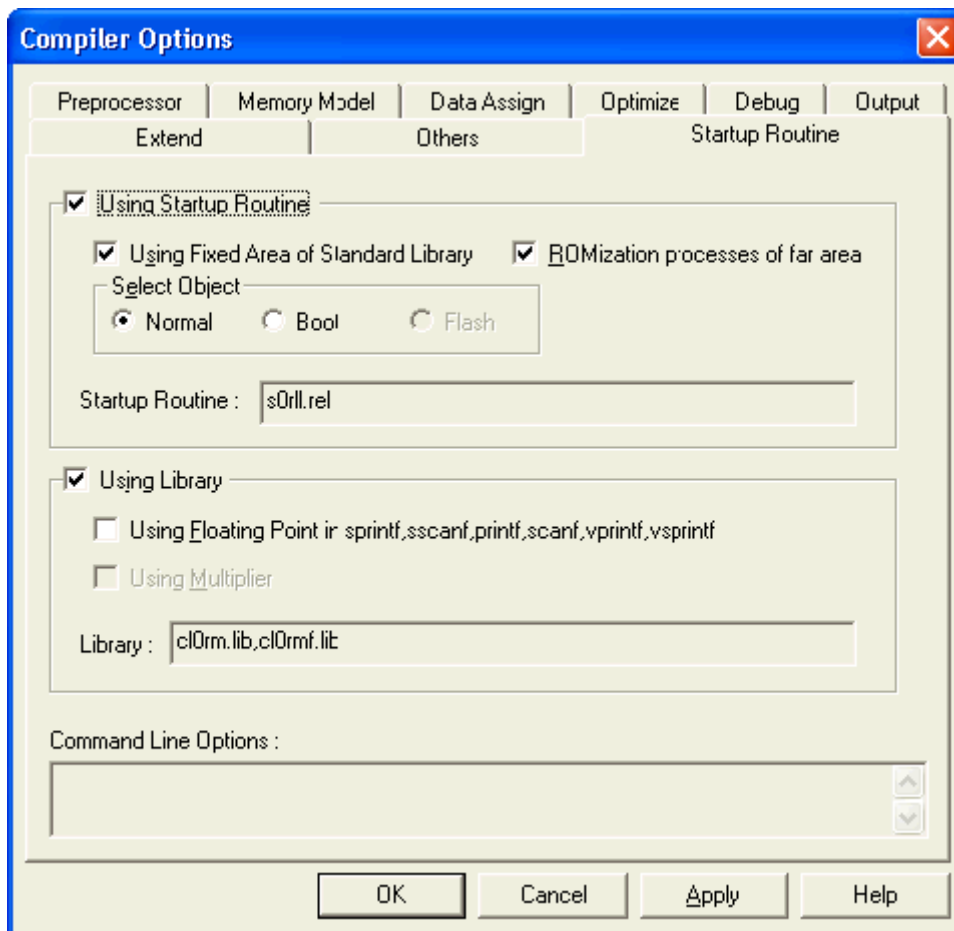 Compiler Options
Preprocessor Memory Model Data Assign Optimize Debug Output
Extend Others Startup Routine
Using Startup Routine
Using Fixed Area of Standard Library ROMization processes of far area
Select Object
Normal Boot Flash
Startup Routine : s0rll.rel
Using Library
Using Floating Point in sprintf,sscanf,printf,scanf,vprintf,vsprintf
Using Multiplier
Library : cl0rm.lib,cl0rmf.lib
Command Line Options :
OK Cancel Apply Help